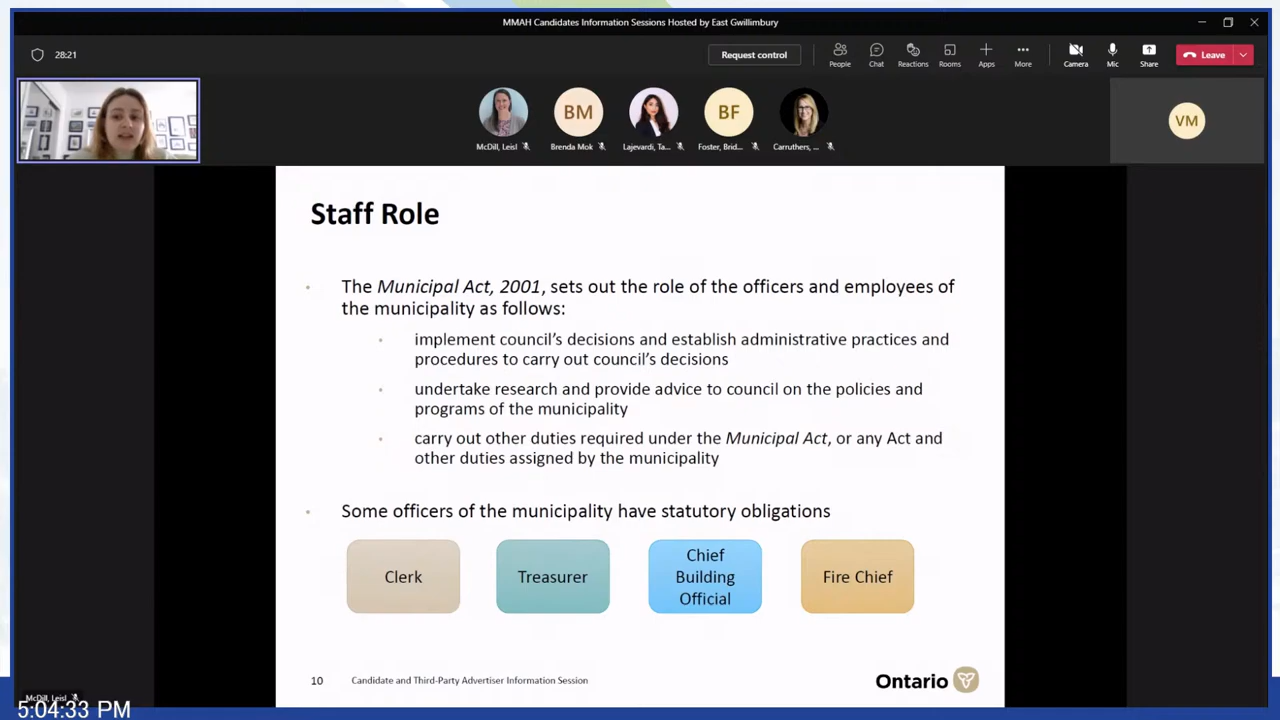 MMAH Candidates Information Sessions Hosted by East Gwillimbury
28:21
Request control
People
Chat
Reactions
Rooms
Apps
More
Camera
Mic
Share
Leave
BM
BF
VM
McDill, Leisl
Brenda Mok
Lajevardi, Ta...
Foster, Brid...
Carruthers, ...
Staff Role
The Municipal Act, 2001, sets out the role of the officers and employees of
the municipality as follows:
implement council's decisions and establish administrative practices and
procedures to carry out council's decisions
undertake research and provide advice to council on the policies and
programs of the municipality
carry out other duties required under the Municipal Act, or any Act and
other duties assigned by the municipality
Some officers of the municipality have statutory obligations
Clerk
Treasurer
Chief
Building
Official
Fire Chief
10
Candidate and Third-Party Advertiser Information Session
Ontario
McDill, Leisl
5:04:33 PM